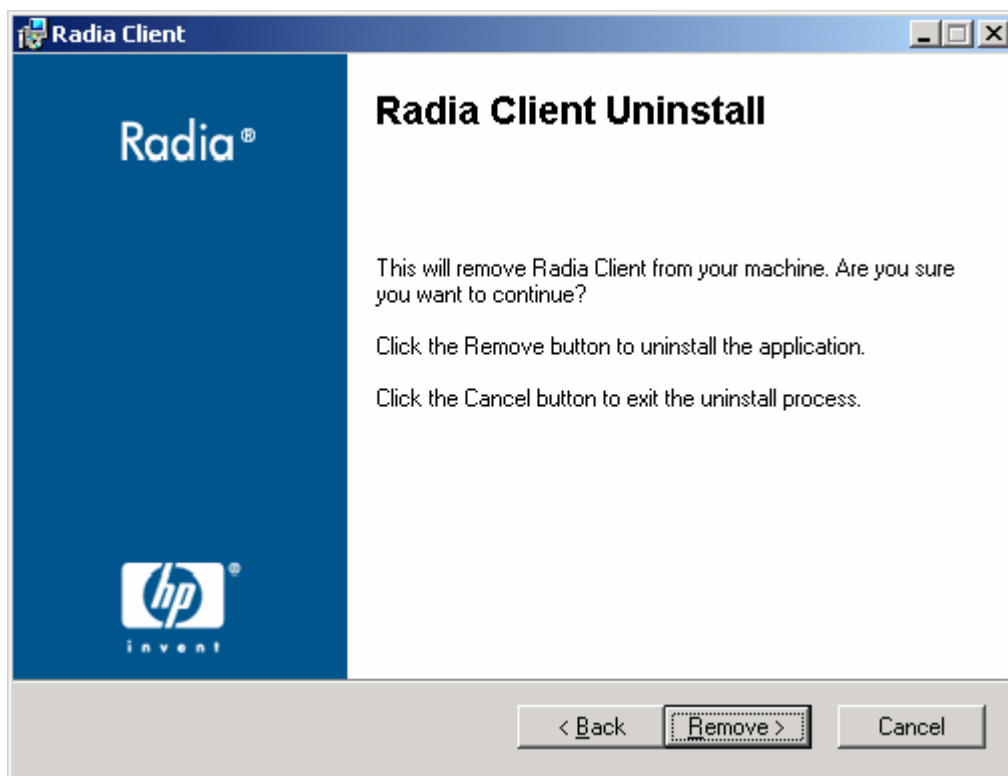 Radia Client
Radia®
Radia Client Uninstall
This will remove Radia Client from your machine. Are you sure
you want to continue?
Click the Remove button to uninstall the application.
Click the Cancel button to exit the uninstall process.
hp®
invent
< Back
Remove >
Cancel